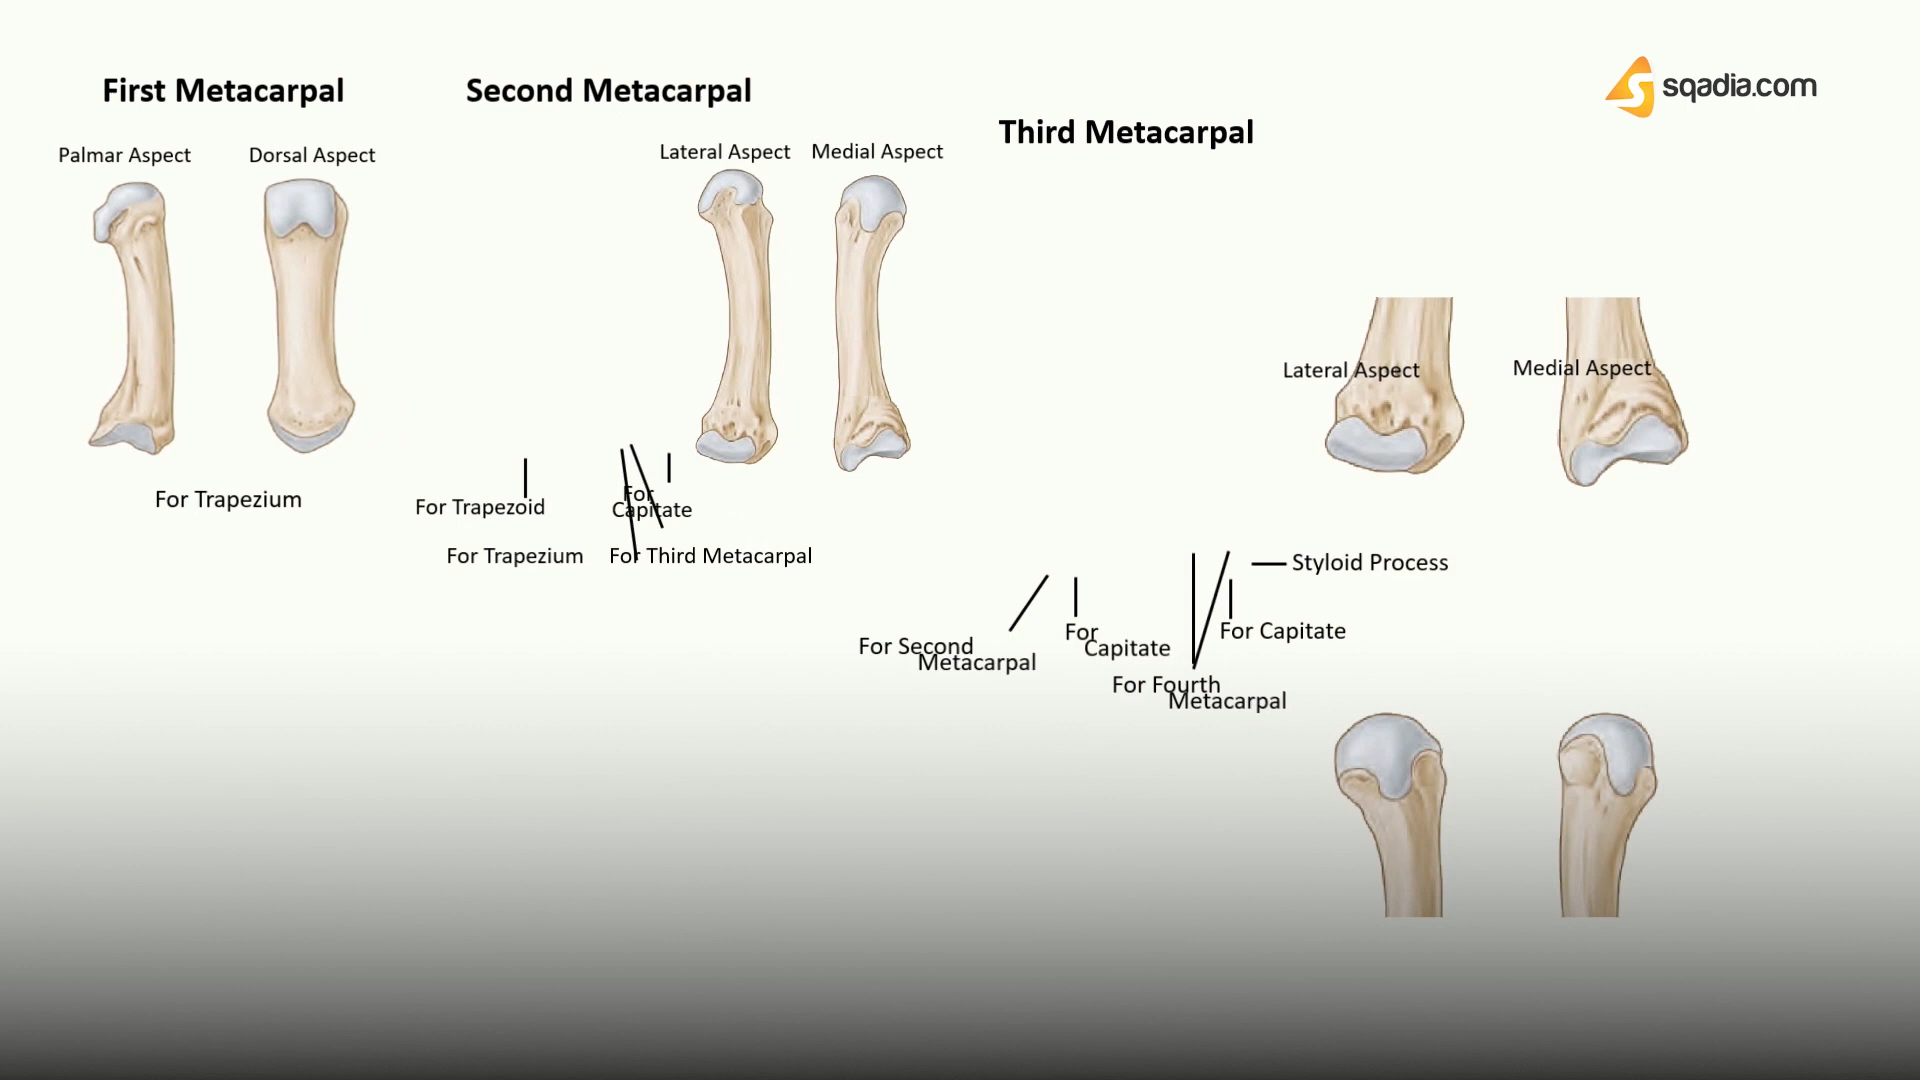 First Metacarpal
Second Metacarpal
sqadia.com
Third Metacarpal
Palmar Aspect
Dorsal Aspect
Lateral Aspect
Medial Aspect
Lateral Aspect
Medial Aspect
For Trapezium
For Trapezoid
For
Capitate
For Trapezium
For Third Metacarpal
Styloid Process
For Second
Metacarpal
For
Capitate
For Capitate
For Fourth
Metacarpal